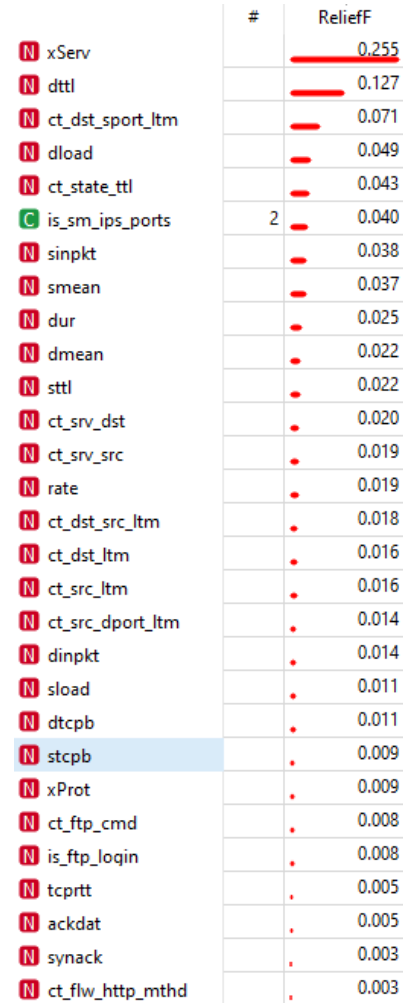 # ReliefF
N xServ 0.255
N dttl 0.127
N ct_dst_sport_ltm 0.071
N dload 0.049
N ct_state_ttl 0.043
C is_sm_ips_ports 2 0.040
N sinpkt 0.038
N smean 0.037
N dur 0.025
N dmean 0.022
N sttl 0.022
N ct_srv_dst 0.020
N ct_srv_src 0.019
N rate 0.019
N ct_dst_src_ltm 0.018
N ct_dst_ltm 0.016
N ct_src_ltm 0.016
N ct_src_dport_ltm 0.014
N dinpkt 0.014
N sload 0.011
N dtcpb 0.011
N stcpb 0.009
N xProt 0.009
N ct_ftp_cmd 0.008
N is_ftp_login 0.008
N tcprtt 0.005
N ackdat 0.005
N synack 0.003
N ct_flw_http_mthd 0.003